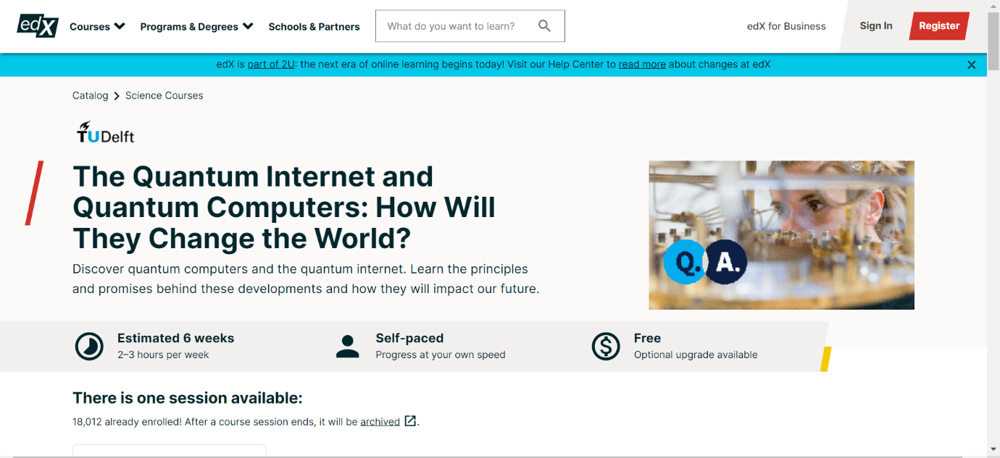 edX
Courses
Programs & Degrees
Schools & Partners
What do you want to learn?
edX for Business
Sign In
Register
edX is part of 2U: the next era of online learning begins today! Visit our Help Center to read more about changes at edX
Catalog
Science Courses
TU Delft
The Quantum Internet and
Quantum Computers: How Will
They Change the World?
Discover quantum computers and the quantum internet. Learn the principles
and promises behind these developments and how they will impact our future.
Q. A.
Estimated 6 weeks
2–3 hours per week
Self-paced
Progress at your own speed
Free
Optional upgrade available
There is one session available:
18,012 already enrolled! After a course session ends, it will be archived.